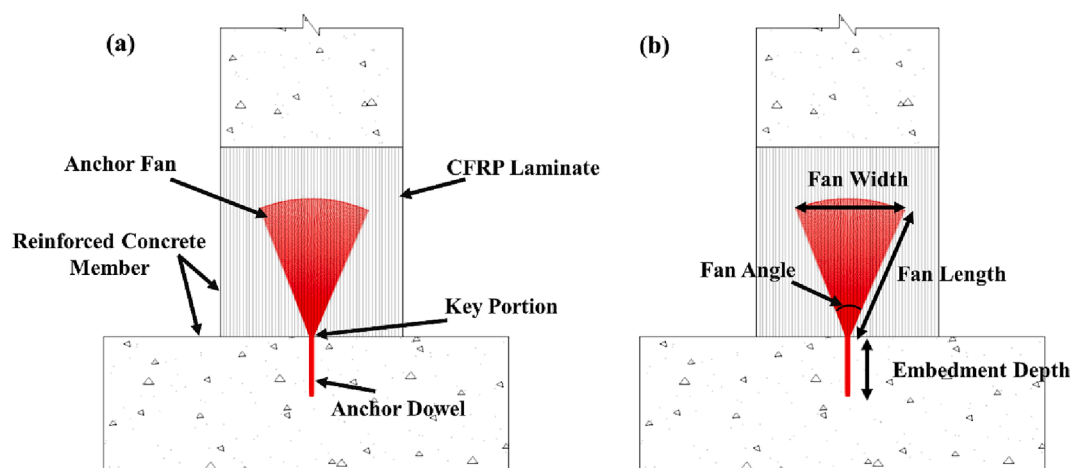 (a)
Anchor Fan
CFRP Laminate
Reinforced Concrete
Member
Key Portion
Anchor Dowel
(b)
Fan Width
Fan Angle
Fan Length
Embedment Depth